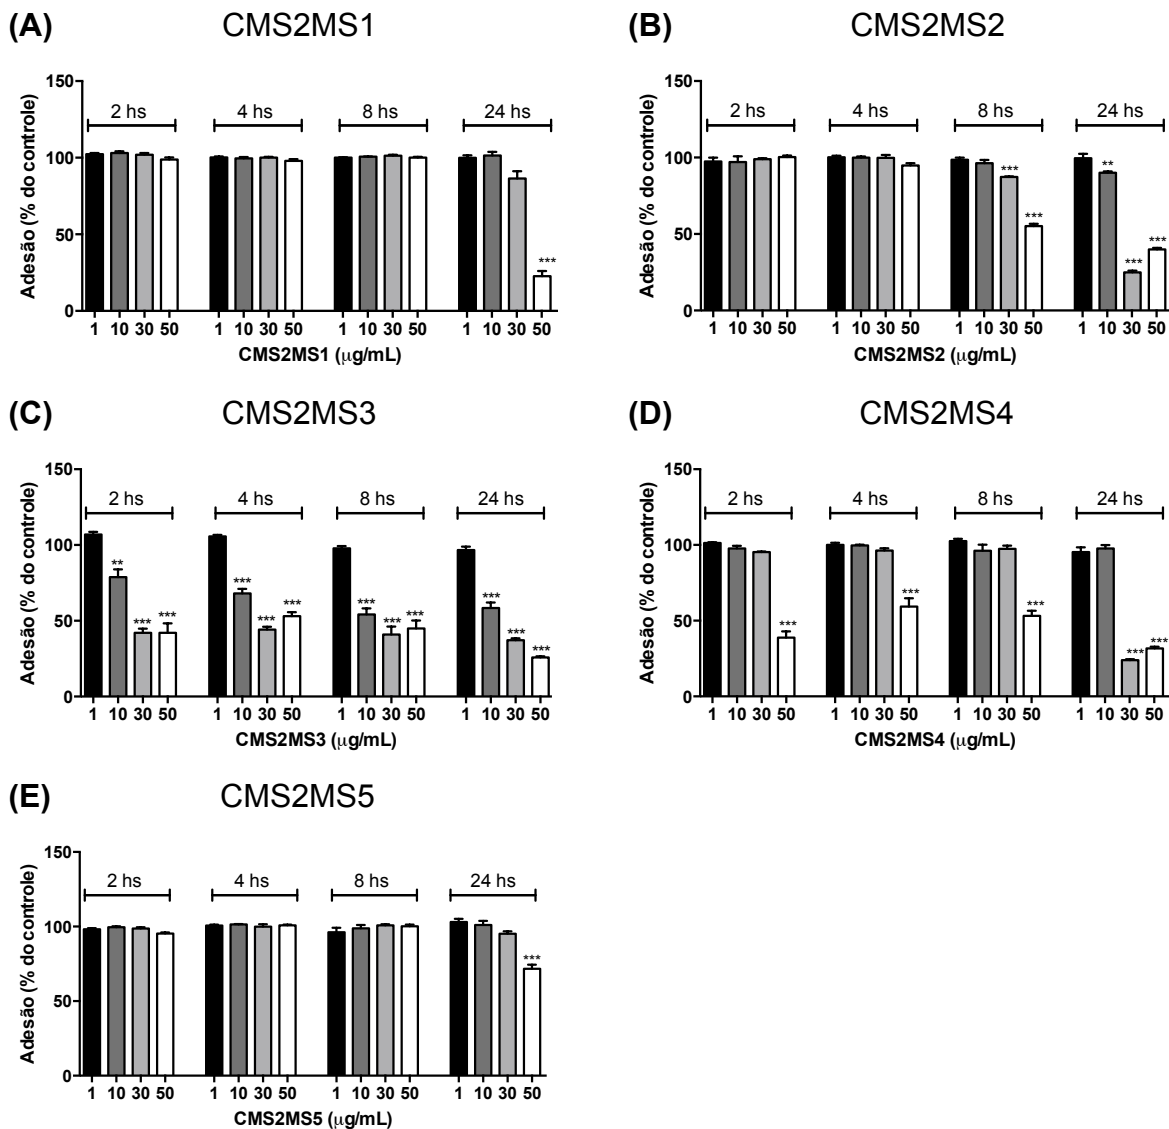 (A) CMS2MS1
150
100
50
0
Adesão (% do controle)
2 hs 4 hs 8 hs 24 hs
***
1 10 30 50 1 10 30 50 1 10 30 50 1 10 30 50
CMS2MS1 (μg/mL)
(B) CMS2MS2
150
100
50
0
Adesão (% do controle)
2 hs 4 hs 8 hs 24 hs
*** *** ** *** ***
1 10 30 50 1 10 30 50 1 10 30 50 1 10 30 50
CMS2MS2 (μg/mL)
(C) CMS2MS3
150
100
50
0
Adesão (% do controle)
2 hs 4 hs 8 hs 24 hs
** *** *** *** *** *** *** *** *** *** *** ***
1 10 30 50 1 10 30 50 1 10 30 50 1 10 30 50
CMS2MS3 (μg/mL)
(D) CMS2MS4
150
100
50
0
Adesão (% do controle)
2 hs 4 hs 8 hs 24 hs
*** *** *** *** ***
1 10 30 50 1 10 30 50 1 10 30 50 1 10 30 50
CMS2MS4 (μg/mL)
(E) CMS2MS5
150
100
50
0
Adesão (% do controle)
2 hs 4 hs 8 hs 24 hs
***
1 10 30 50 1 10 30 50 1 10 30 50 1 10 30 50
CMS2MS5 (μg/mL)